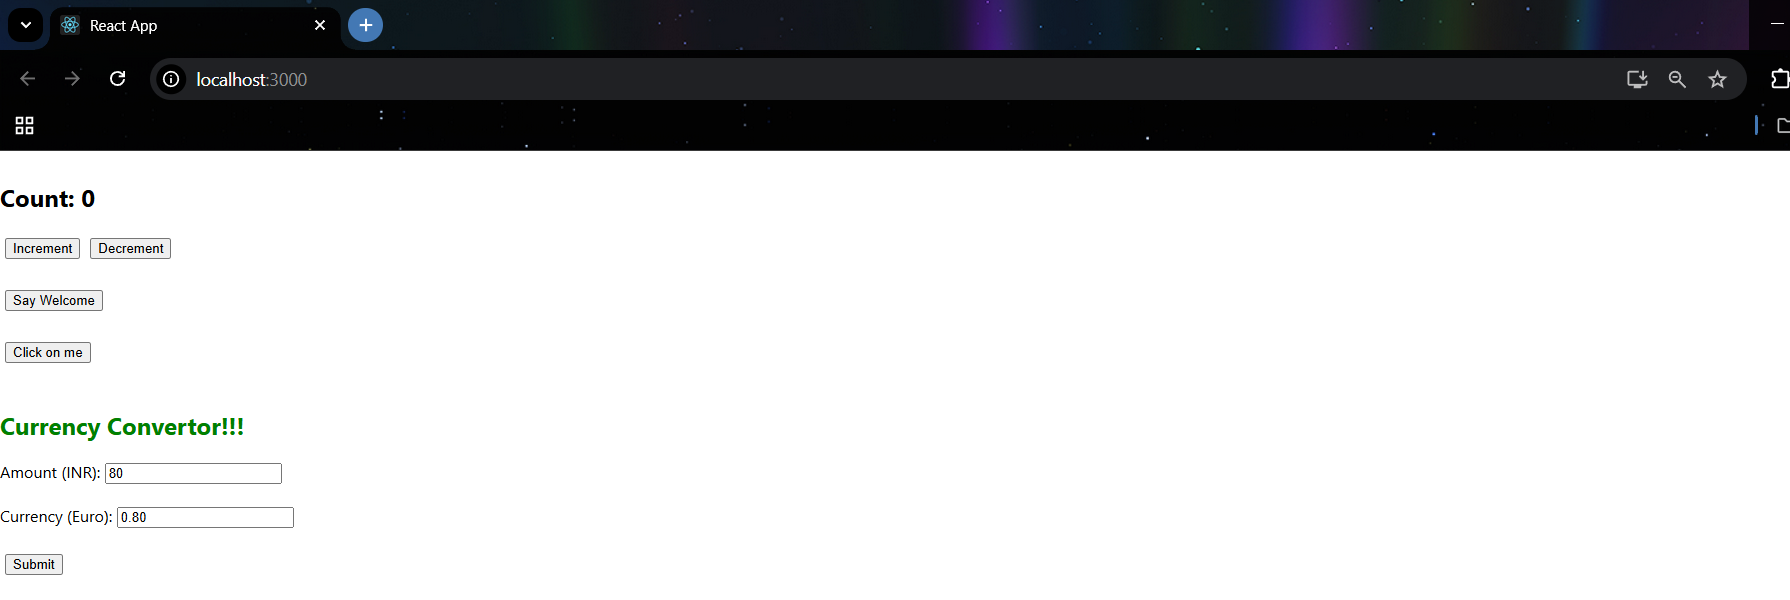 React App
localhost:3000
Count: 0
Increment Decrement
Say Welcome
Click on me
Currency Convertor!!!
Amount (INR): 80
Currency (Euro): 0.80
Submit